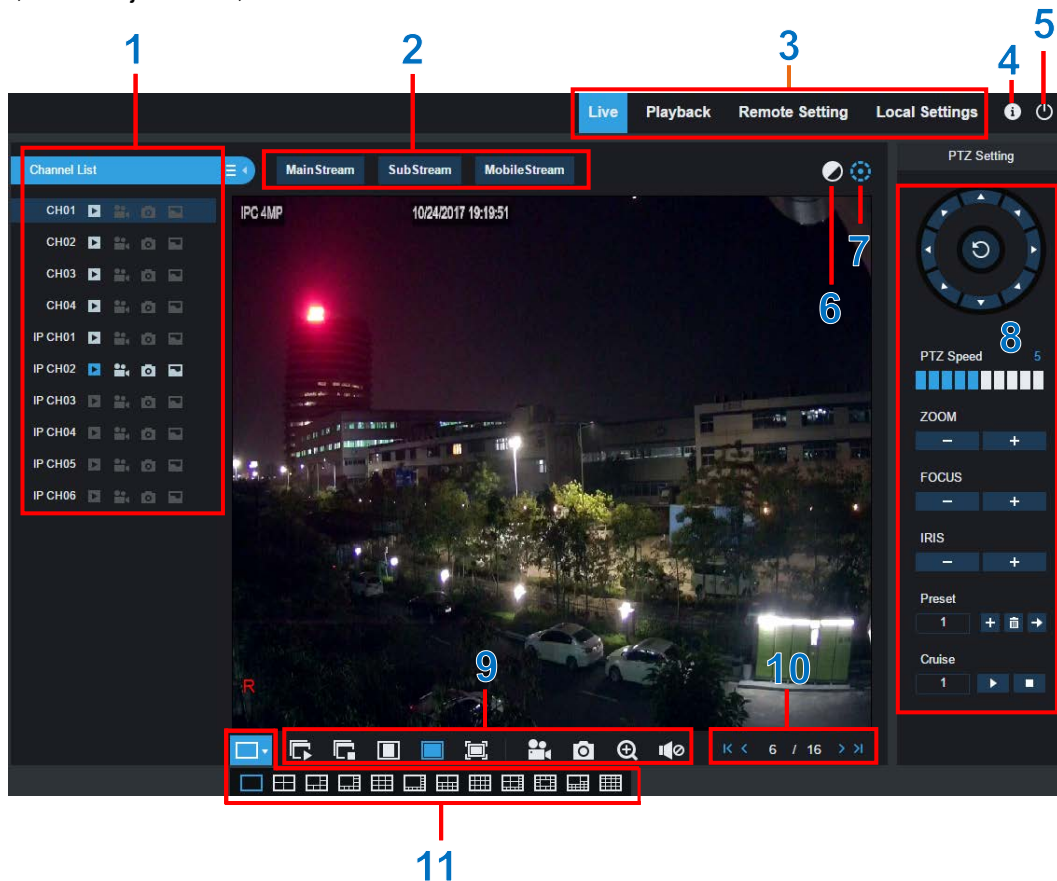 1
2
3
4
5
Live Playback Remote Setting Local Settings
Channel List
MainStream SubStream MobileStream
PTZ Setting
CH01
CH02
CH03
CH04
IP CH01
IP CH02
IP CH03
IP CH04
IP CH05
IP CH06
IPC 4MP 10/24/2017 19:19:51
6
7
8
PTZ Speed 5
ZOOM
− +
FOCUS
− +
IRIS
− +
Preset
1
Cruise
1
R
9
10
6 / 16
11